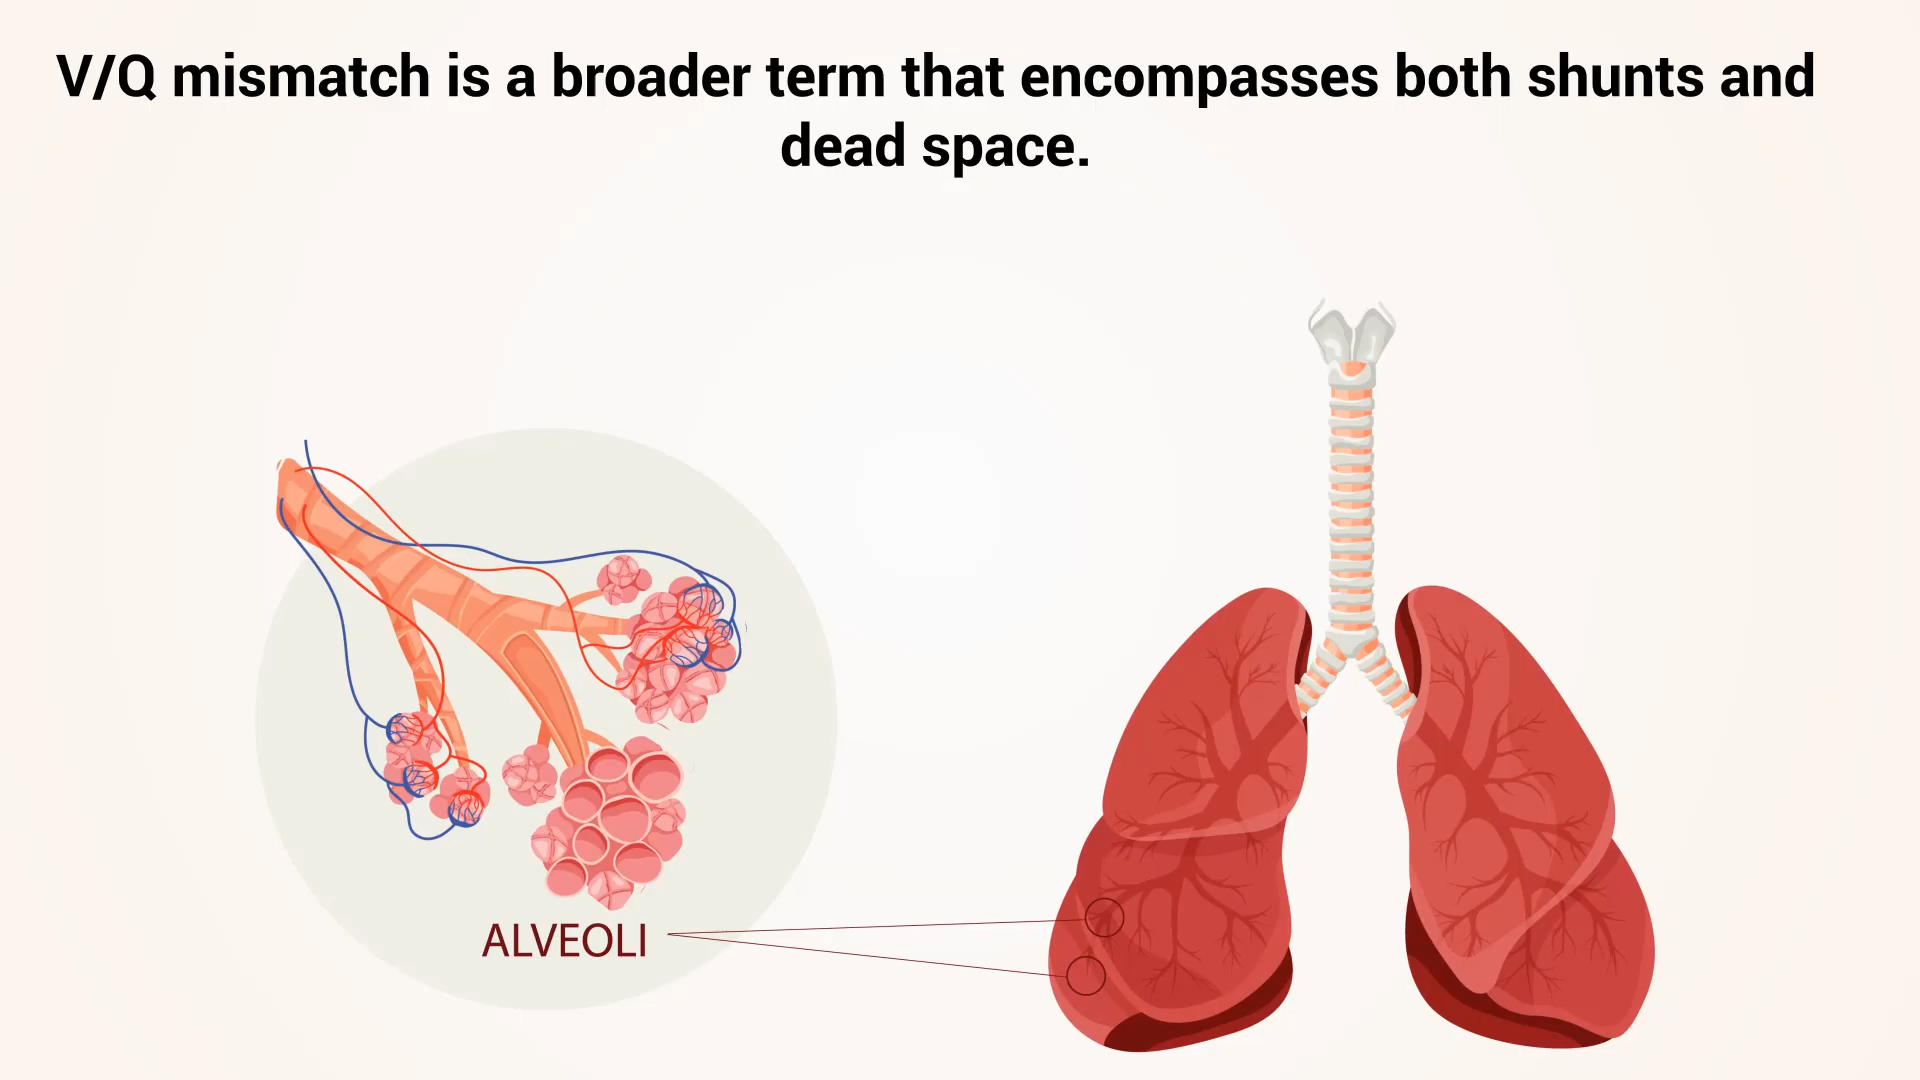 V/Q mismatch is a broader term that encompasses both shunts and
dead space.
ALVEOLI